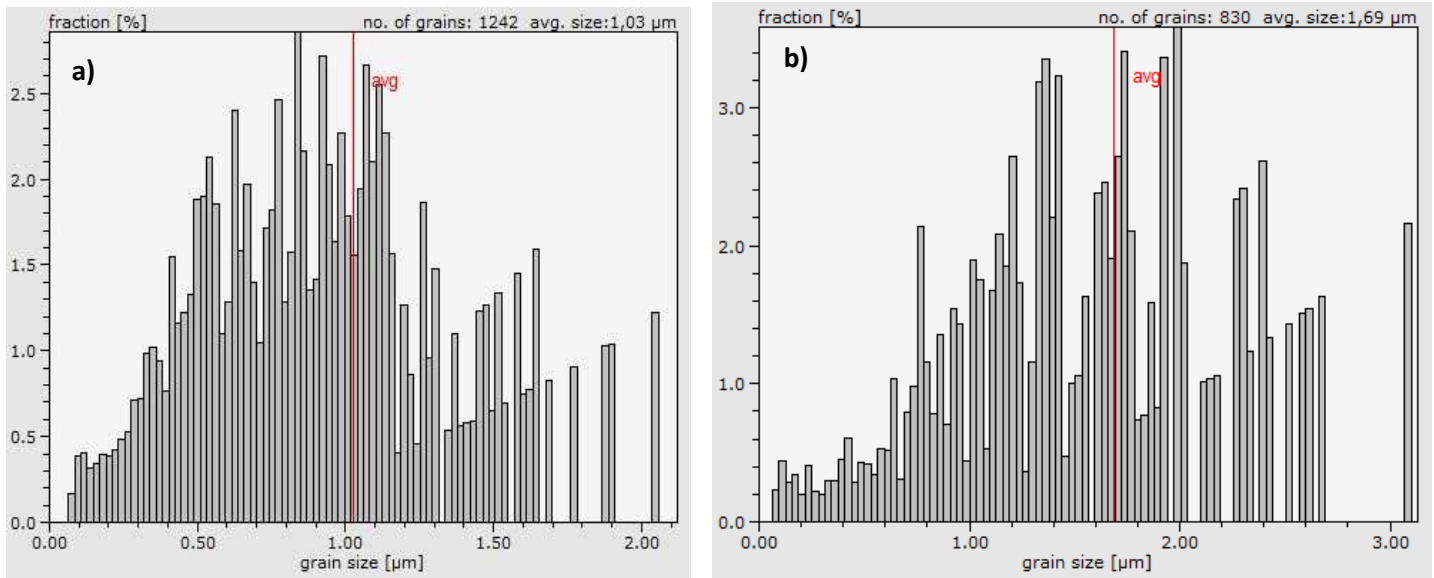 fraction [%] no. of grains: 1242 avg. size:1,03 µm
a)
avg
2.5
2.0
1.5
1.0
0.5
0.0
0.00 0.50 1.00 1.50 2.00
grain size [µm]
fraction [%] no. of grains: 830 avg. size:1,69 µm
b)
avg
3.0
2.0
1.0
0.0
0.00 1.00 2.00 3.00
grain size [µm]